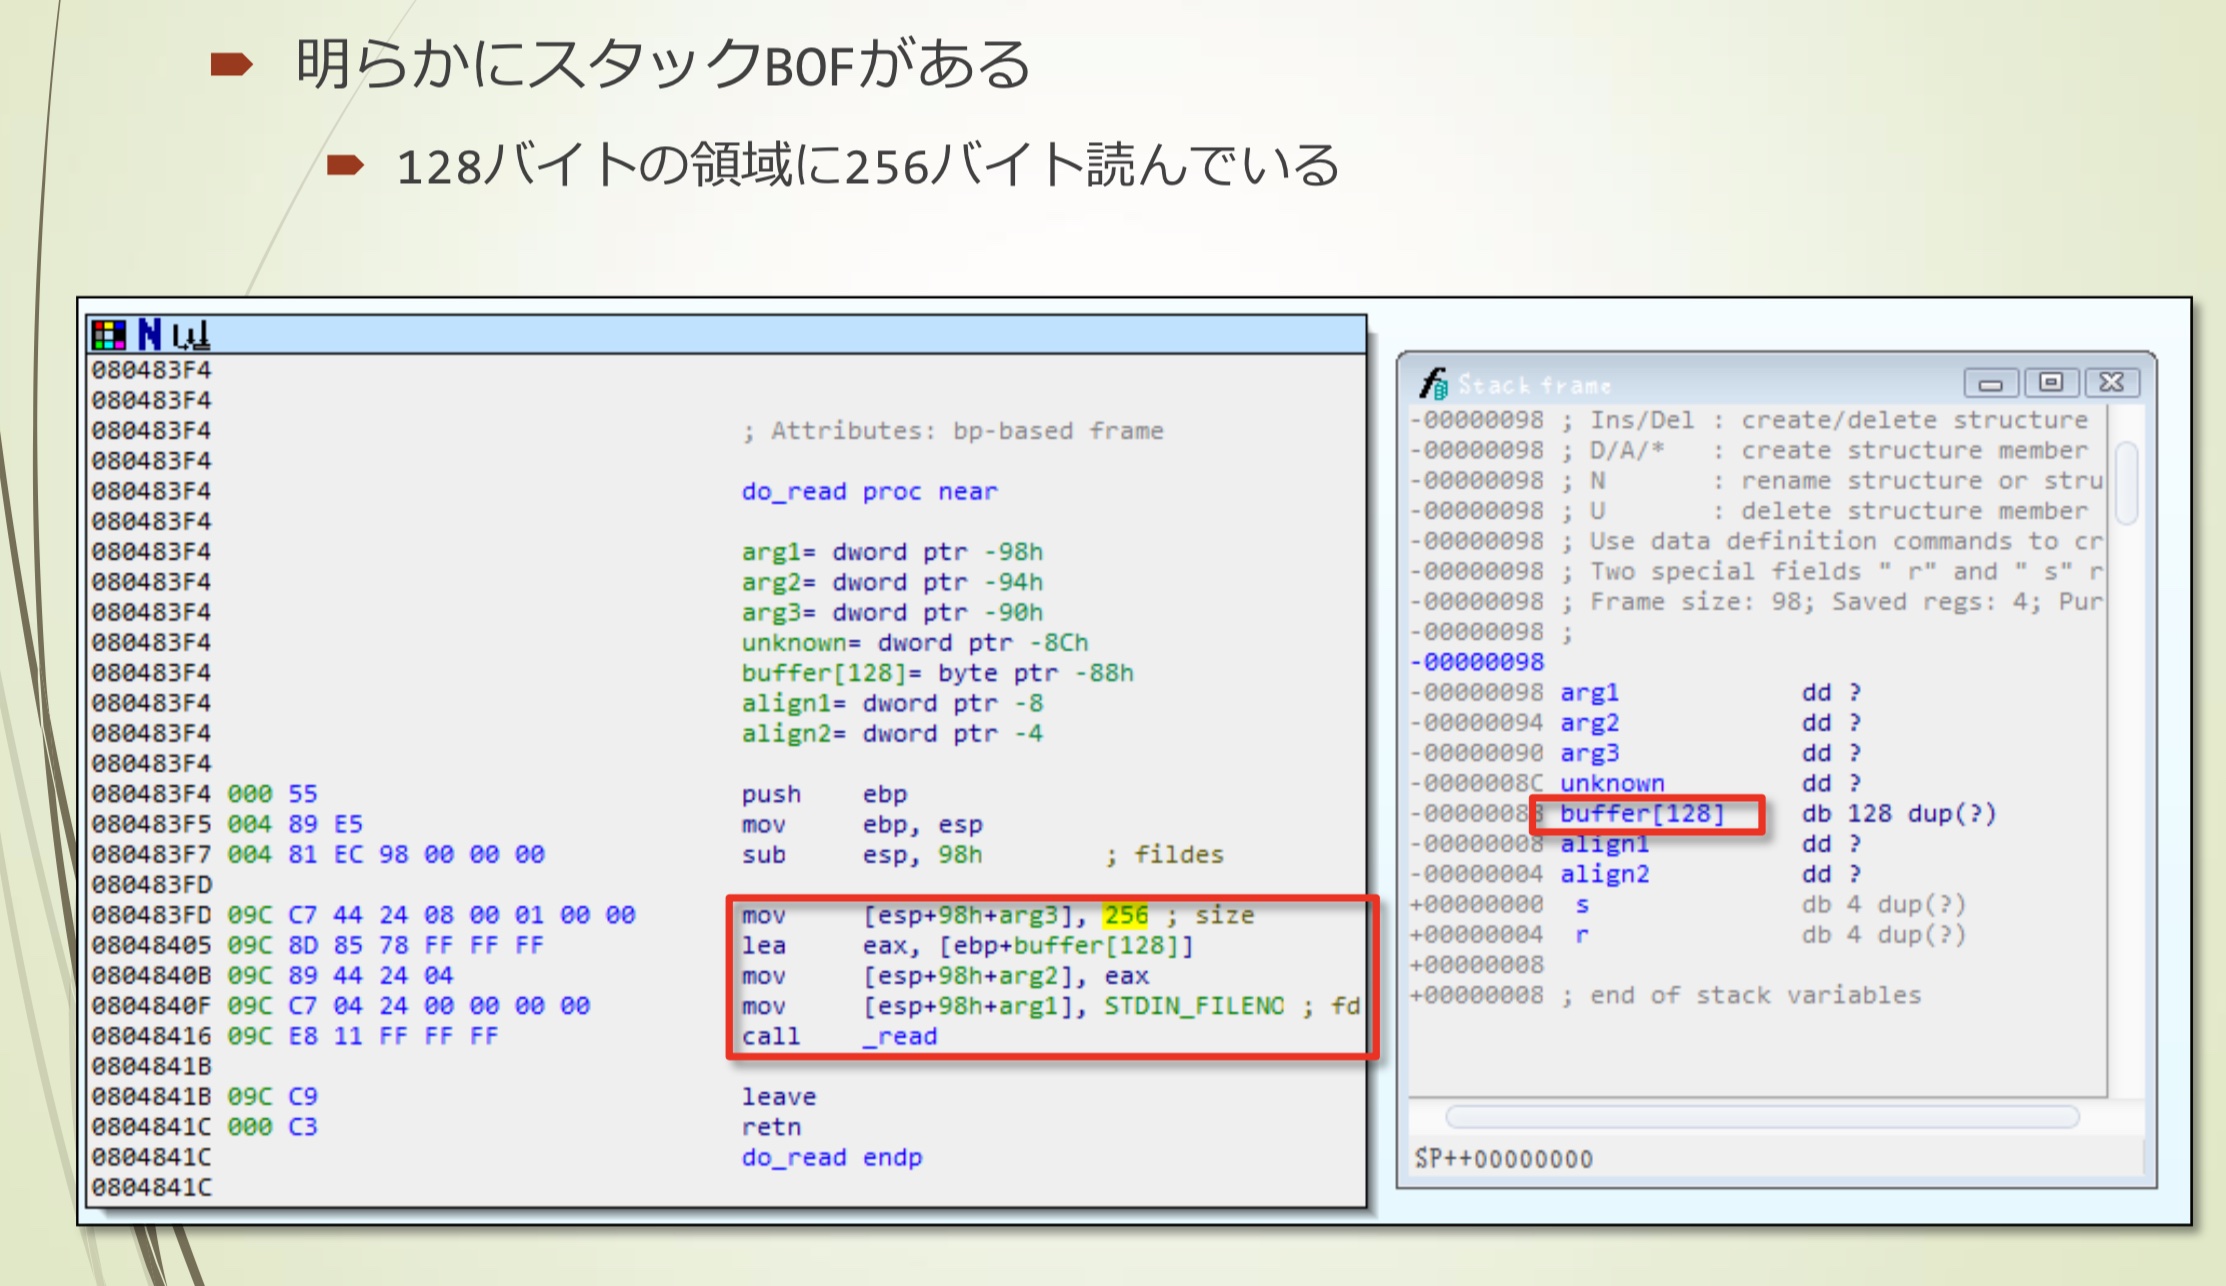 明らかにスタックBOFがある
128バイトの領域に256バイト読んでいる
080483F4
080483F4
080483F4 ; Attributes: bp-based frame
080483F4
080483F4 do_read proc near
080483F4
080483F4 arg1= dword ptr -98h
080483F4 arg2= dword ptr -94h
080483F4 arg3= dword ptr -90h
080483F4 unknown= dword ptr -8Ch
080483F4 buffer[128]= byte ptr -88h
080483F4 align1= dword ptr -8
080483F4 align2= dword ptr -4
080483F4
080483F4 000 55 push ebp
080483F5 004 89 E5 mov ebp, esp
080483F7 004 81 EC 98 00 00 00 sub esp, 98h ; fildes
080483FD
080483FD 09C C7 44 24 08 00 01 00 00 mov [esp+98h+arg3], 256 ; size
08048405 09C 8D 85 78 FF FF FF lea eax, [ebp+buffer[128]]
0804840B 09C 89 44 24 04 mov [esp+98h+arg2], eax
0804840F 09C C7 04 24 00 00 00 00 mov [esp+98h+arg1], STDIN_FILENO ; fd
08048416 09C E8 11 FF FF FF call _read
0804841B
0804841B 09C C9 leave
0804841C 000 C3 retn
0804841C do_read endp
0804841C
Stack frame
-00000098 ; Ins/Del : create/delete structure
-00000098 ; D/A/* : create structure member
-00000098 ; N : rename structure or stru
-00000098 ; U : delete structure member
-00000098 ; Use data definition commands to cr
-00000098 ; Two special fields " r" and " s" r
-00000098 ; Frame size: 98; Saved regs: 4; Pur
-00000098 ;
-00000098
-00000098 arg1 dd ?
-00000094 arg2 dd ?
-00000090 arg3 dd ?
-0000008C unknown dd ?
-00000088 buffer[128] db 128 dup(?)
-00000008 align1 dd ?
-00000004 align2 dd ?
+00000000 s db 4 dup(?)
+00000004 r db 4 dup(?)
+00000008
+00000008 ; end of stack variables
SP++00000000